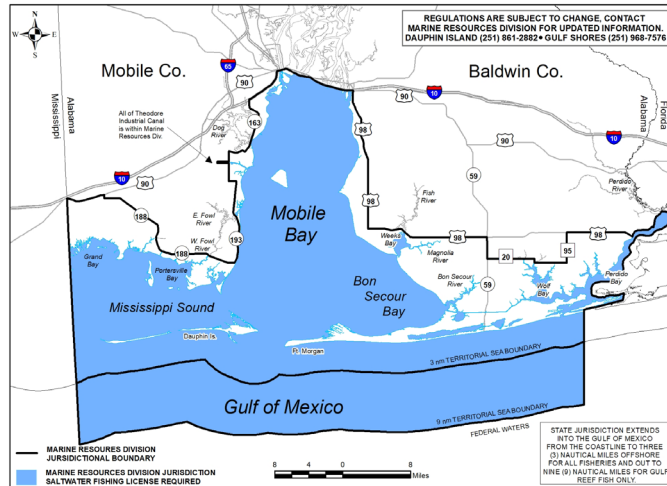 REGULATIONS ARE SUBJECT TO CHANGE, CONTACT
MARINE RESOURCES DIVISION FOR UPDATED INFORMATION.
DAUPHIN ISLAND (251) 861-2882 • GULF SHORES (251) 968-7576
N
W
E
S
Mobile Co.
Baldwin Co.
65
90
10
Mississippi
Alabama
All of Theodore
Industrial Canal
is within Marine
Resources Div.
Dog
River
163
98
90
59
90
10
Alabama
Florida
10
90
188
E. Fowl
River
W. Fowl
River
193
188
Grand
Bay
Portersville
Bay
Mobile
Bay
98
Fish
River
Weeks
Bay
98
Magnolia
River
Perdido
River
98
95
20
Bon Secour
River
59
Wolf
Bay
Perdido
Bay
Bon
Secour
Bay
Mississippi Sound
Dauphin Is.
Ft. Morgan
3 nm TERRITORIAL SEA BOUNDARY
Gulf of Mexico
9 nm TERRITORIAL SEA BOUNDARY
FEDERAL WATERS
MARINE RESOURES DIVISION
JURSIDICTIONAL BOUNDARY
MARINE RESOURCES DIVISION JURISDICTION
SALTWATER FISHING LICENSE REQUIRED
8 4 0 8
Miles
STATE JURISDICTION EXTENDS
INTO THE GULF OF MEXICO
FROM THE COASTLINE TO THREE
(3) NAUTICAL MILES OFFSHORE
FOR ALL FISHERIES AND OUT TO
NINE (9) NAUTICAL MILES FOR GULF
REEF FISH ONLY.